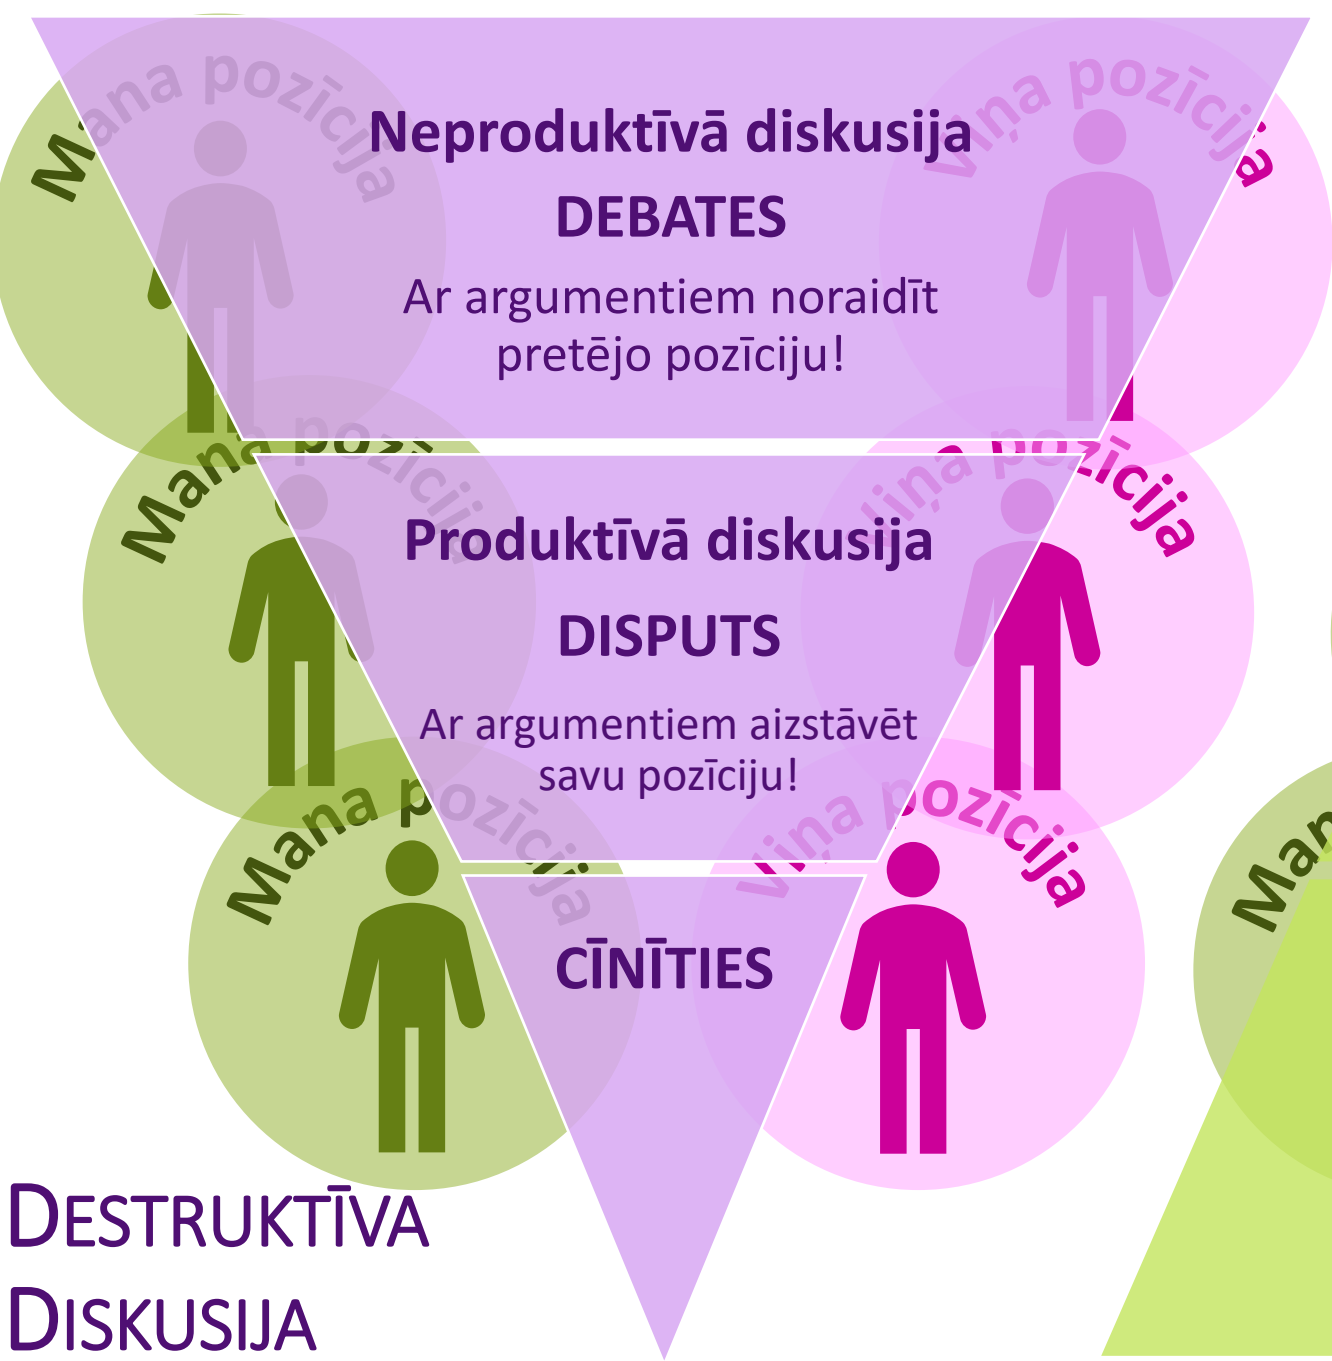 Mana pozīcija
Viņa pozīcija
Neproduktīvā diskusija
DEBATES
Ar argumentiem noraidīt
pretējo pozīciju!
Mana pozīcija
Viņa pozīcija
Produktīvā diskusija
DISPUTS
Ar argumentiem aizstāvēt
savu pozīciju!
Mana pozīcija
Viņa pozīcija
CĪNĪTIES
Man
DESTRUKTĪVA
DISKUSIJA